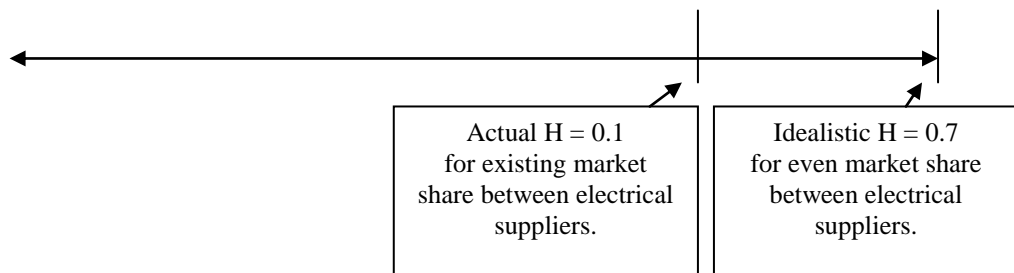 Actual H = 0.1
for existing market
share between electrical
suppliers.
Idealistic H = 0.7
for even market share
between electrical
suppliers.